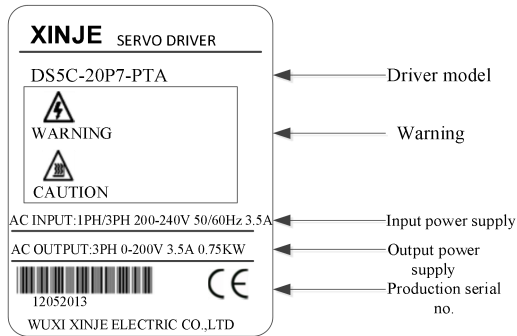 XINJE SERVO DRIVER
DS5C-20P7-PTA
Driver model
WARNING
Warning
CAUTION
AC INPUT:1PH/3PH 200-240V 50/60Hz 3.5A
Input power supply
AC OUTPUT:3PH 0-200V 3.5A 0.75KW
Output power
supply
CE
Production serial
no.
12052013
WUXI XINJE ELECTRIC CO.,LTD